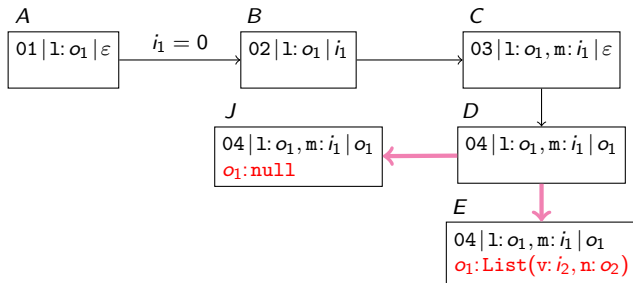 A
01 | l: o₁ | ε
i₁ = 0
B
02 | l: o₁ | i₁
C
03 | l: o₁, m: i₁ | ε
J
04 | l: o₁, m: i₁ | o₁
o₁: null
D
04 | l: o₁, m: i₁ | o₁
E
04 | l: o₁, m: i₁ | o₁
o₁: List(v: i₂, n: o₂)